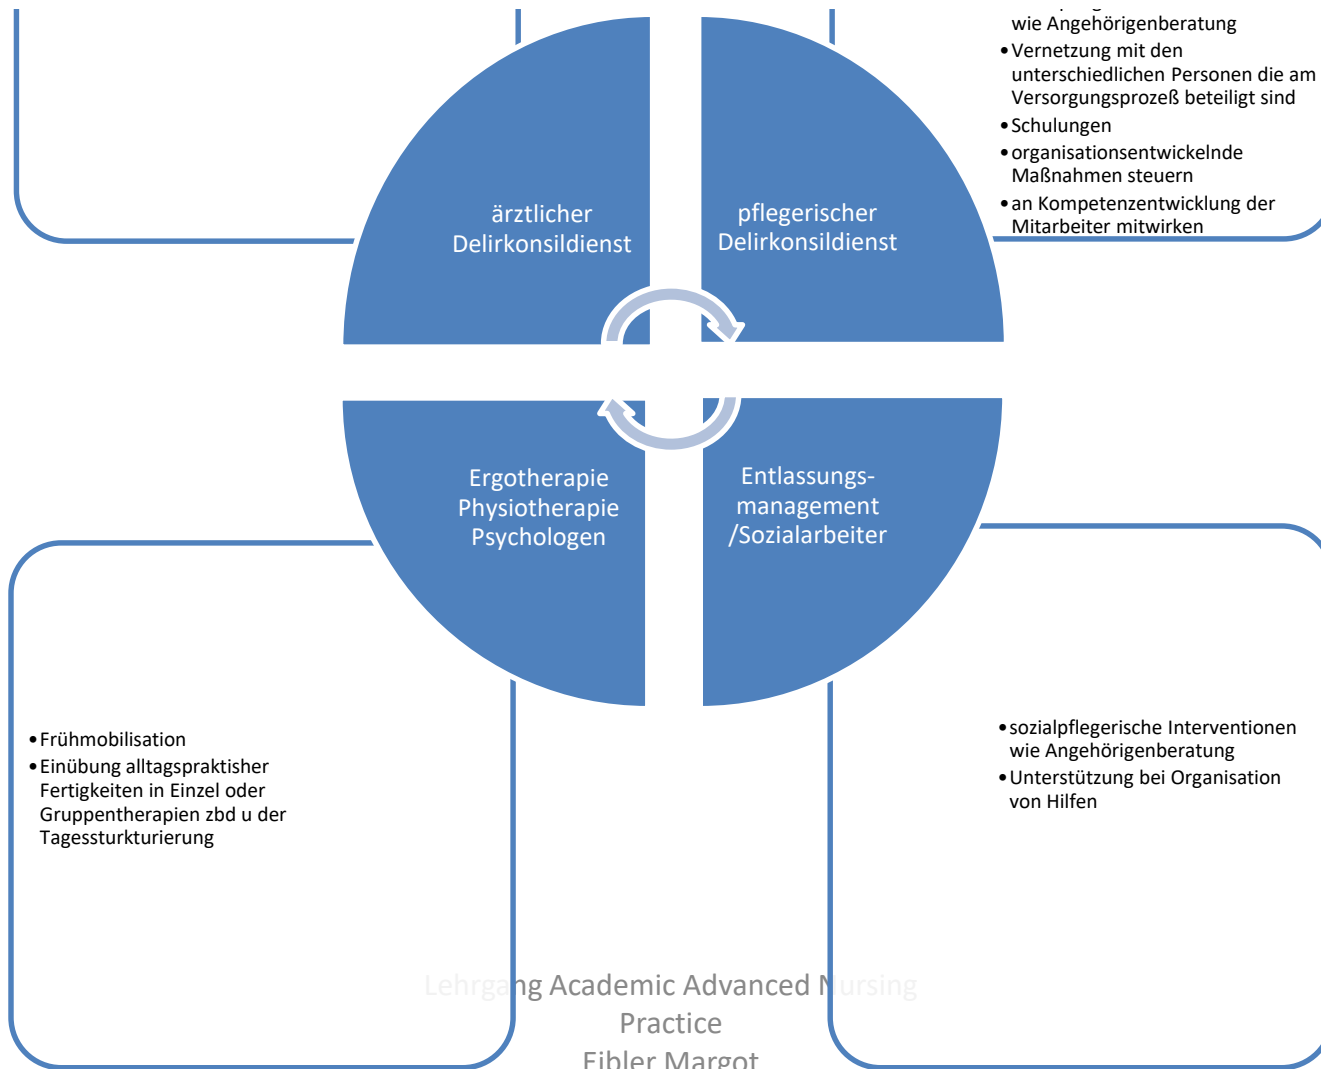 wie Angehörigenberatung
•Vernetzung mit den
unterschiedlichen Personen die am
Versorgungsprozeß beteiligt sind
•Schulungen
•organisationsentwickelnde
Maßnahmen steuern
•an Kompetenzentwicklung der
Mitarbeiter mitwirken
ärztlicher
Delirkonsildienst
pflegerischer
Delirkonsildienst
Ergotherapie
Physiotherapie
Psychologen
Entlassungs-
management
/Sozialarbeiter
•Frühmobilisation
•Einübung alltagspraktisher
Fertigkeiten in Einzel oder
Gruppentherapien zbd u der
Tagessturkturierung
•sozialpflegerische Interventionen
wie Angehörigenberatung
•Unterstützung bei Organisation
von Hilfen
Lehrgang Academic Advanced Nursing
Practice
Fibler Margot